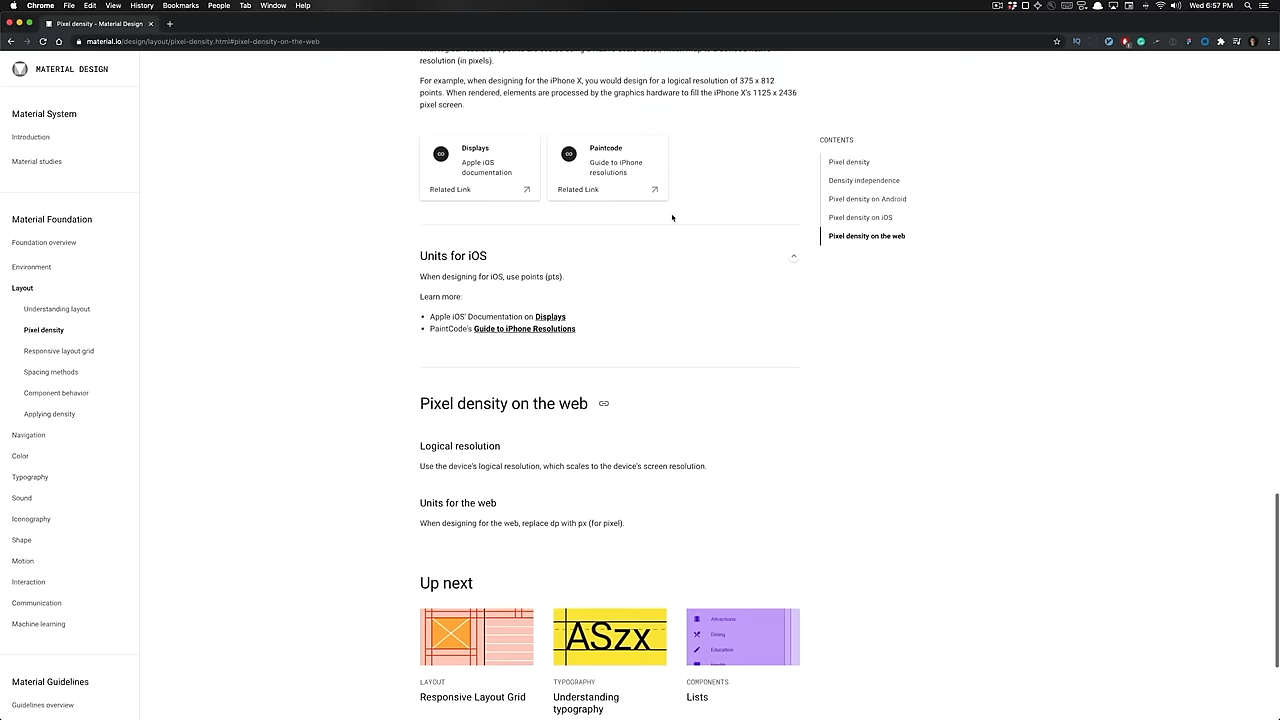 Chrome File Edit View History Bookmarks People Tab Window Help
Wed 6:57 PM
Pixel density - Material Design
material.io/design/layout/pixel-density.html#pixel-density-on-the-web
MATERIAL DESIGN
Material System
Introduction
Material studies
Material Foundation
Foundation overview
Environment
Layout
Understanding layout
Pixel density
Responsive layout grid
Spacing methods
Component behavior
Applying density
Navigation
Color
Typography
Sound
Iconography
Shape
Motion
Interaction
Communication
Machine learning
Material Guidelines
Guidelines overview
resolution (in pixels).
For example, when designing for the iPhone X, you would design for a logical resolution of 375 x 812
points. When rendered, elements are processed by the graphics hardware to fill the iPhone X's 1125 x 2436
pixel screen.
Displays
Apple iOS
documentation
Related Link
Paintcode
Guide to iPhone
resolutions
Related Link
Units for iOS
When designing for iOS, use points (pts).
Learn more:
• Apple iOS' Documentation on Displays
• PaintCode's Guide to iPhone Resolutions
Pixel density on the web
Logical resolution
Use the device's logical resolution, which scales to the device's screen resolution.
Units for the web
When designing for the web, replace dp with px (for pixel).
Up next
ASzx
Attractions
Dining
Education
LAYOUT
Responsive Layout Grid
TYPOGRAPHY
Understanding
typography
COMPONENTS
Lists
CONTENTS
Pixel density
Density independence
Pixel density on Android
Pixel density on iOS
Pixel density on the web